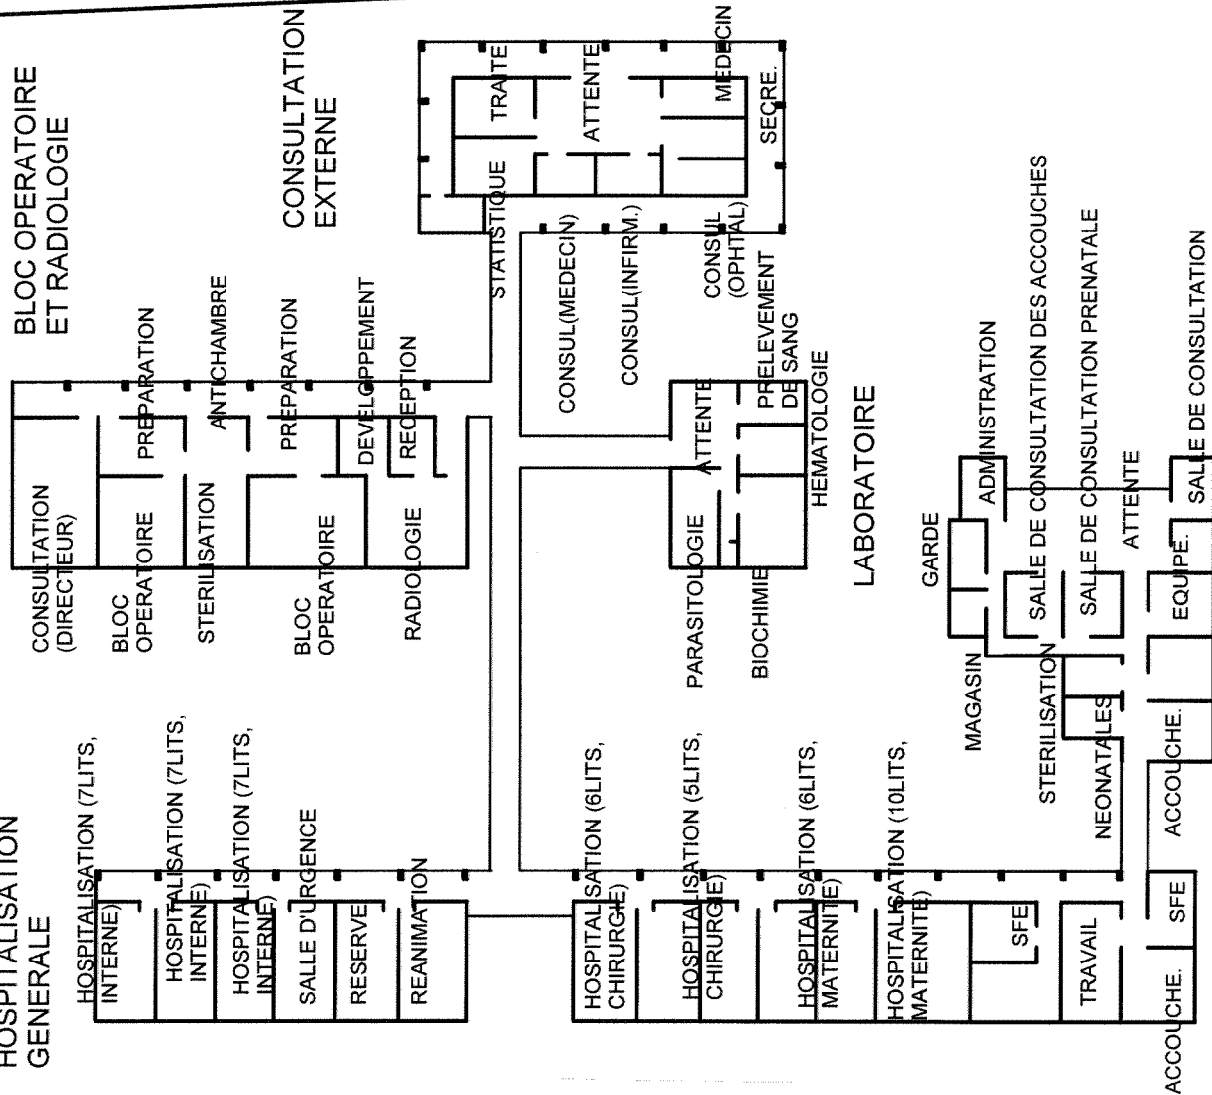 BLOC OPERATOIRE
ET RADIOLOGIE
CONSULTATION
(DIRECTEUR)
BLOC
OPERATOIRE
PREPARATION
STERILISATION
ANTICHAMBRE
BLOC
OPERATOIRE
PREPARATION
DEVELOPPEMENT
RECEPTION
RADIOLOGIE
CONSULTATION
EXTERNE
STATISTIQUE
TRAITE
ATTENTE
MEDECIN
SECRE.
CONSUL(MEDECIN)
CONSUL(INFIRM.)
CONSUL
(OPHTAL)
HOSPITALISATION
GENERALE
HOSPITALISATION (7LITS,
INTERNE)
HOSPITALISATION (7LITS,
INTERNE)
HOSPITALISATION (7LITS,
INTERNE)
SALLE D'URGENCE
RESERVE
REANIMATION
HOSPITALISATION (6LITS,
CHIRURGIE)
HOSPITALISATION (5LITS,
CHIRURGIE)
HOSPITALISATION (6LITS,
MATERNITE)
HOSPITALISATION (10LITS,
MATERNITE)
SFE
TRAVAIL
ACCOUCHE.
SFE
LABORATOIRE
PARASITOLOGIE
ATTENTE
BIOCHIMIE
PRELEVEMENT
DE SANG
HEMATOLOGIE
GARDE
MAGASIN
ADMINISTRATION
STERILISATION
SALLE DE CONSULTATION DES ACCOUCHES
SALLE DE CONSULTATION PRENATALE
NEONATALES
ATTENTE
ACCOUCHE.
EQUIPE.
SALLE DE CONSULTATION